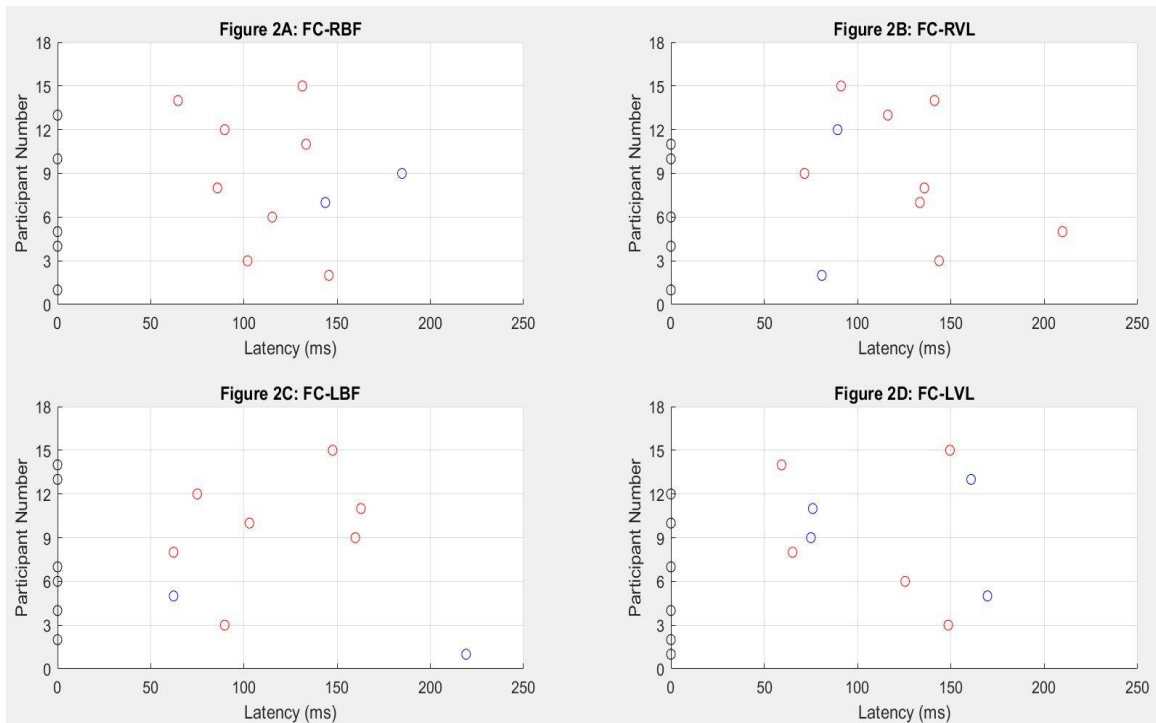 Figure 2A: FC-RBF
18
15
12
9
6
3
0
Participant Number
0 50 100 150 200 250
Latency (ms)
Figure 2B: FC-RVL
18
15
12
9
6
3
0
Participant Number
0 50 100 150 200 250
Latency (ms)
Figure 2C: FC-LBF
18
15
12
9
6
3
0
Participant Number
0 50 100 150 200 250
Latency (ms)
Figure 2D: FC-LVL
18
15
12
9
6
3
0
Participant Number
0 50 100 150 200 250
Latency (ms)